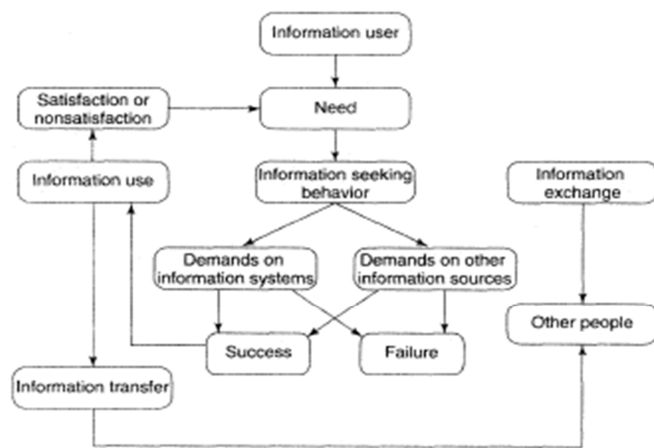 Information user
Satisfaction or
nonsatisfaction
Need
Information use
Information seeking
behavior
Information
exchange
Demands on
information systems
Demands on other
information sources
Other people
Success
Failure
Information transfer